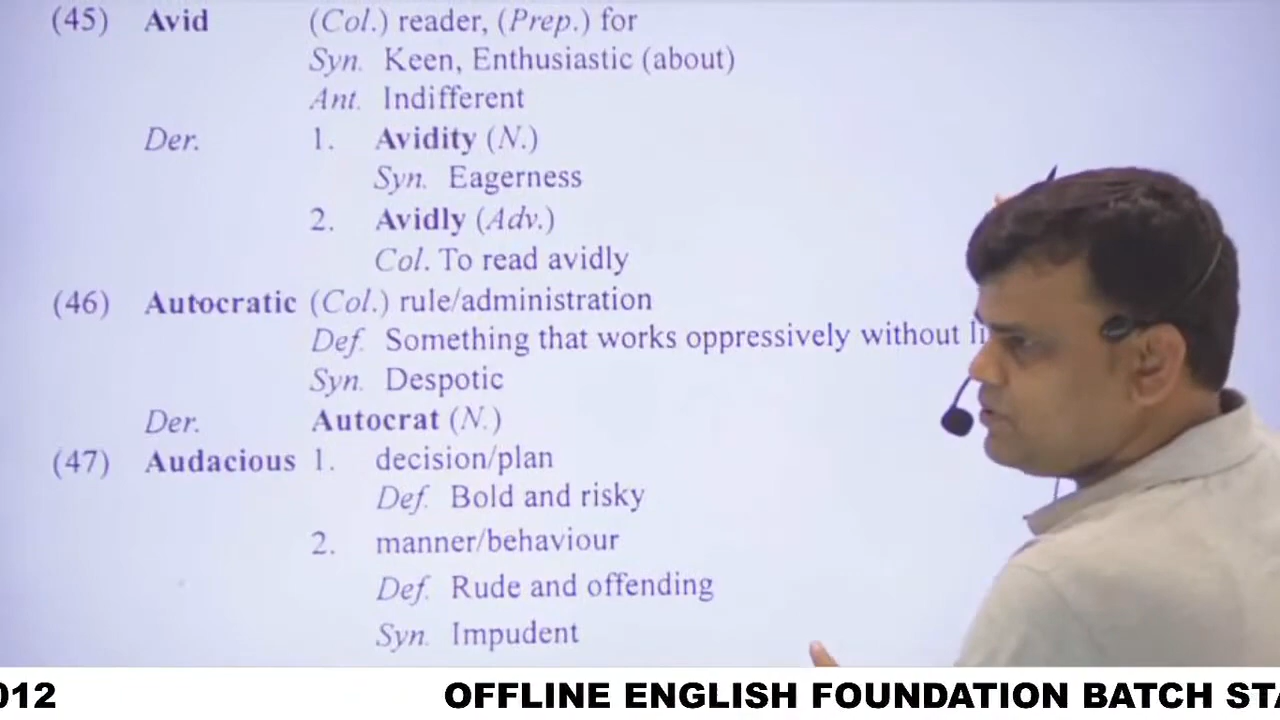 (45) Avid (Col.) reader, (Prep.) for
Syn. Keen, Enthusiastic (about)
Ant. Indifferent
Der. 1. Avidity (N.)
Syn. Eagerness
2. Avidly (Adv.)
Col. To read avidly
(46) Autocratic (Col.) rule/administration
Def. Something that works oppressively without
Syn. Despotic
Der. Autocrat (N.)
(47) Audacious 1. decision/plan
Def. Bold and risky
2. manner/behaviour
Def. Rude and offending
Syn. Impudent
012 OFFLINE ENGLISH FOUNDATION BATCH